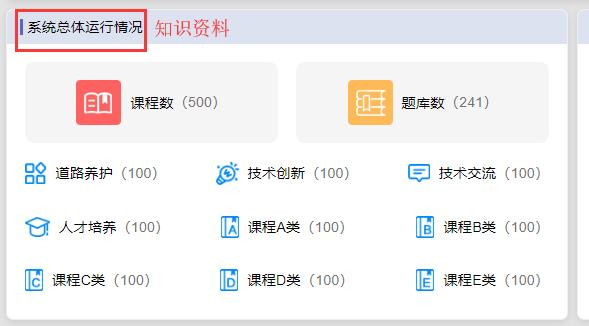 系统总体运行情况 知识资料
课程数（500） 题库数（241）
道路养护（100） 技术创新（100） 技术交流（100）
人才培养（100） A 课程A类（100） B 课程B类（100）
C 课程C类（100） D 课程D类（100） E 课程E类（100）